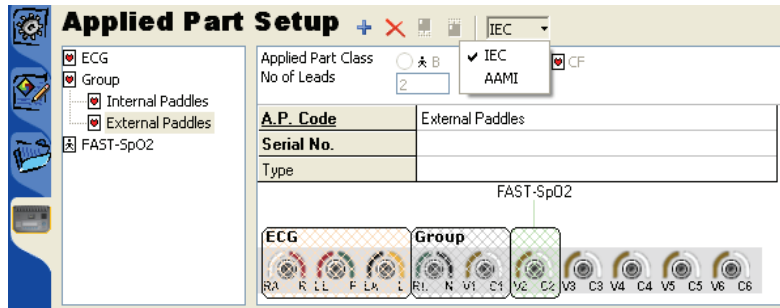 Applied Part Setup
IEC
IEC
AAMI
ECG
Group
Internal Paddles
External Paddles
FAST-SpO2
Applied Part Class
B
CF
No of Leads
2
A.P. Code External Paddles
Serial No.
Type
FAST-SpO2
ECG Group
RA R LL F LA L RL N V1 C1 V2 C2 V3 C3 V4 C4 V5 C5 V6 C6